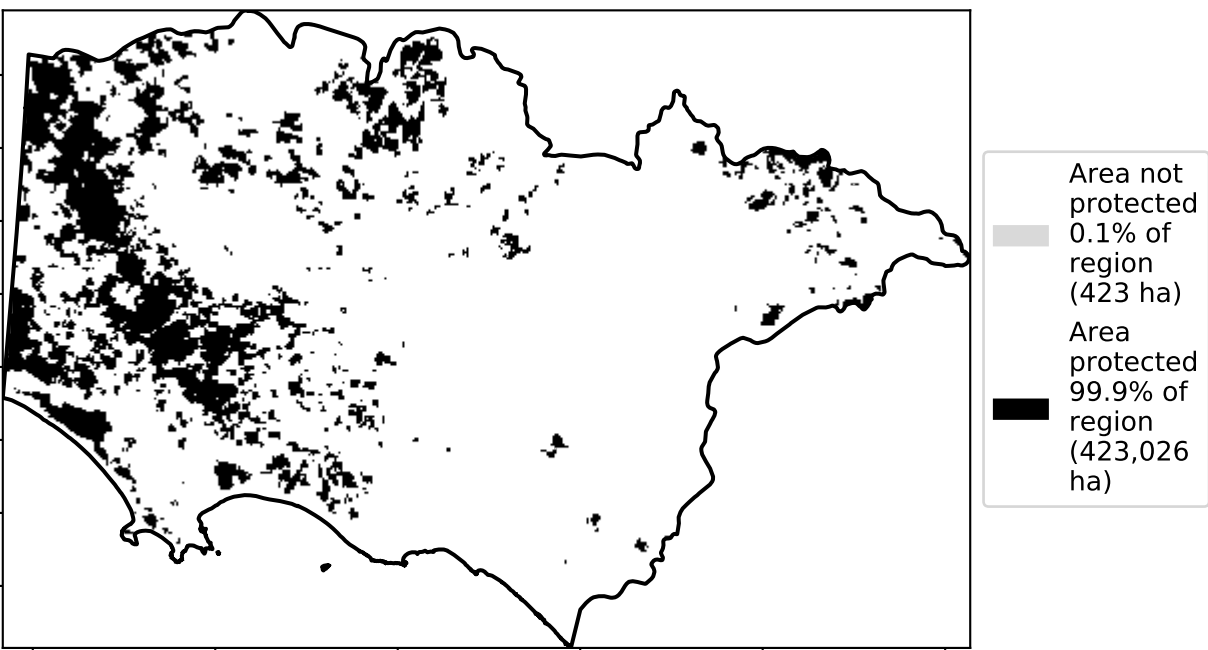 Area not
protected
0.1% of
region
(423 ha)
Area
protected
99.9% of
region
(423,026
ha)